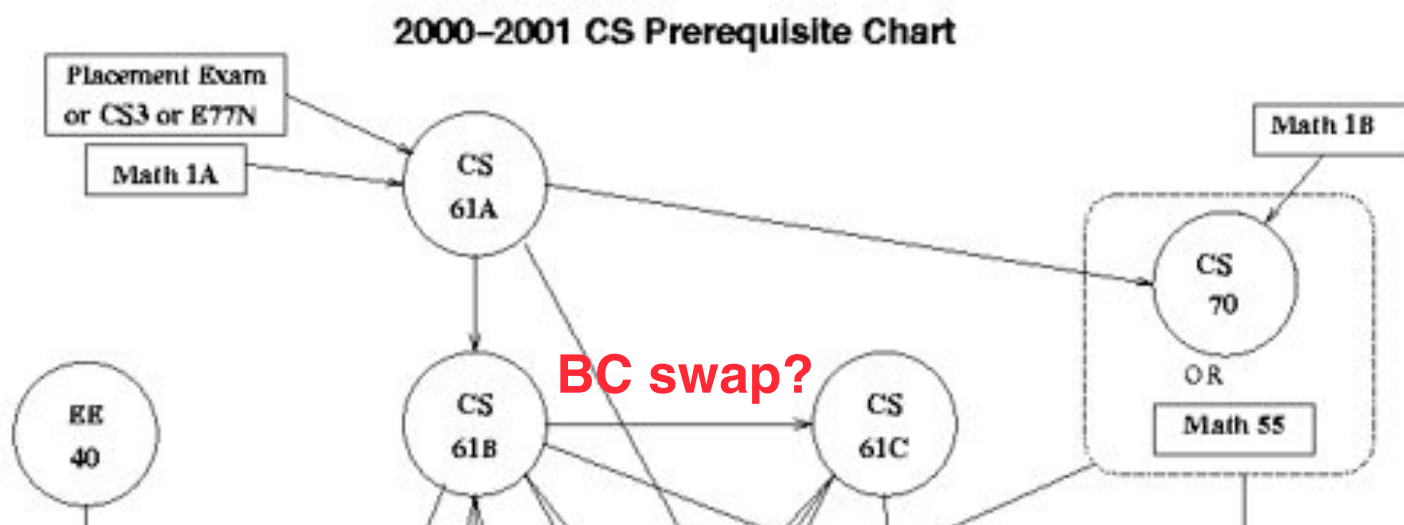 2000–2001 CS Prerequisite Chart
Placement Exam
or CS3 or E77N
Math 1A
CS
61A
Math 1B
CS
70
OR
Math 55
EE
40
CS
61B
BC swap?
CS
61C